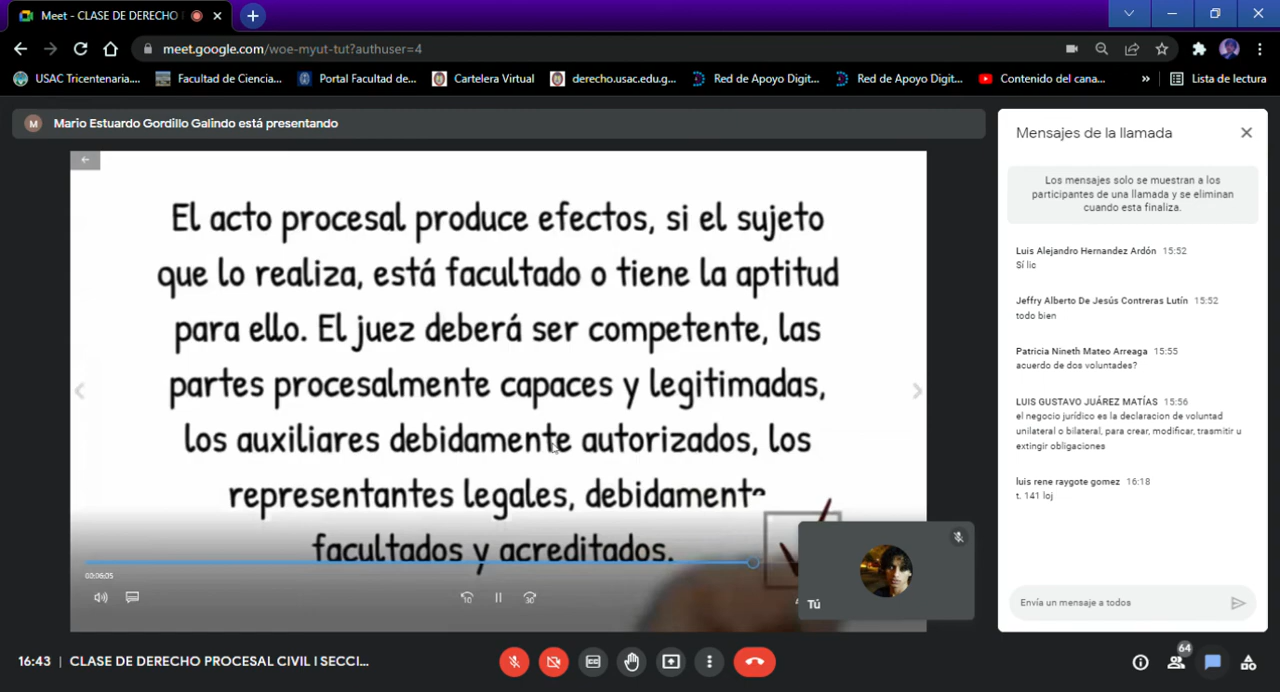 Meet - CLASE DE DERECHO
meet.google.com/woe-myut-tut?authuser=4
USAC Tricentenaria....
Facultad de Ciencia...
Portal Facultad de...
Cartelera Virtual
derecho.usac.edu.g...
Red de Apoyo Digit...
Red de Apoyo Digit...
Contenido del cana...
»
Lista de lectura
M
Mario Estuardo Gordillo Galindo está presentando
El acto procesal produce efectos, si el sujeto
que lo realiza, está facultado o tiene la aptitud
para ello. El juez deberá ser competente, las
partes procesalmente capaces y legitimadas,
los auxiliares debidamente autorizados, los
representantes legales, debidamente
facultados y acreditados.
00:06:05
10
30
Tú
Mensajes de la llamada
Los mensajes solo se muestran a los
participantes de una llamada y se eliminan
cuando esta finaliza.
Luis Alejandro Hernandez Ardón 15:52
Sí lic
Jeffry Alberto De Jesús Contreras Lutín 15:52
todo bien
Patricia Nineth Mateo Arreaga 15:55
acuerdo de dos voluntades?
LUIS GUSTAVO JUÁREZ MATÍAS 15:56
el negocio jurídico es la declaracion de voluntad
unilateral o bilateral, para crear, modificar, trasmitir u
extingir obligaciones
luis rene raygote gomez 16:18
t. 141 loj
Envía un mensaje a todos
16:43 | CLASE DE DERECHO PROCESAL CIVIL I SECCI...
64